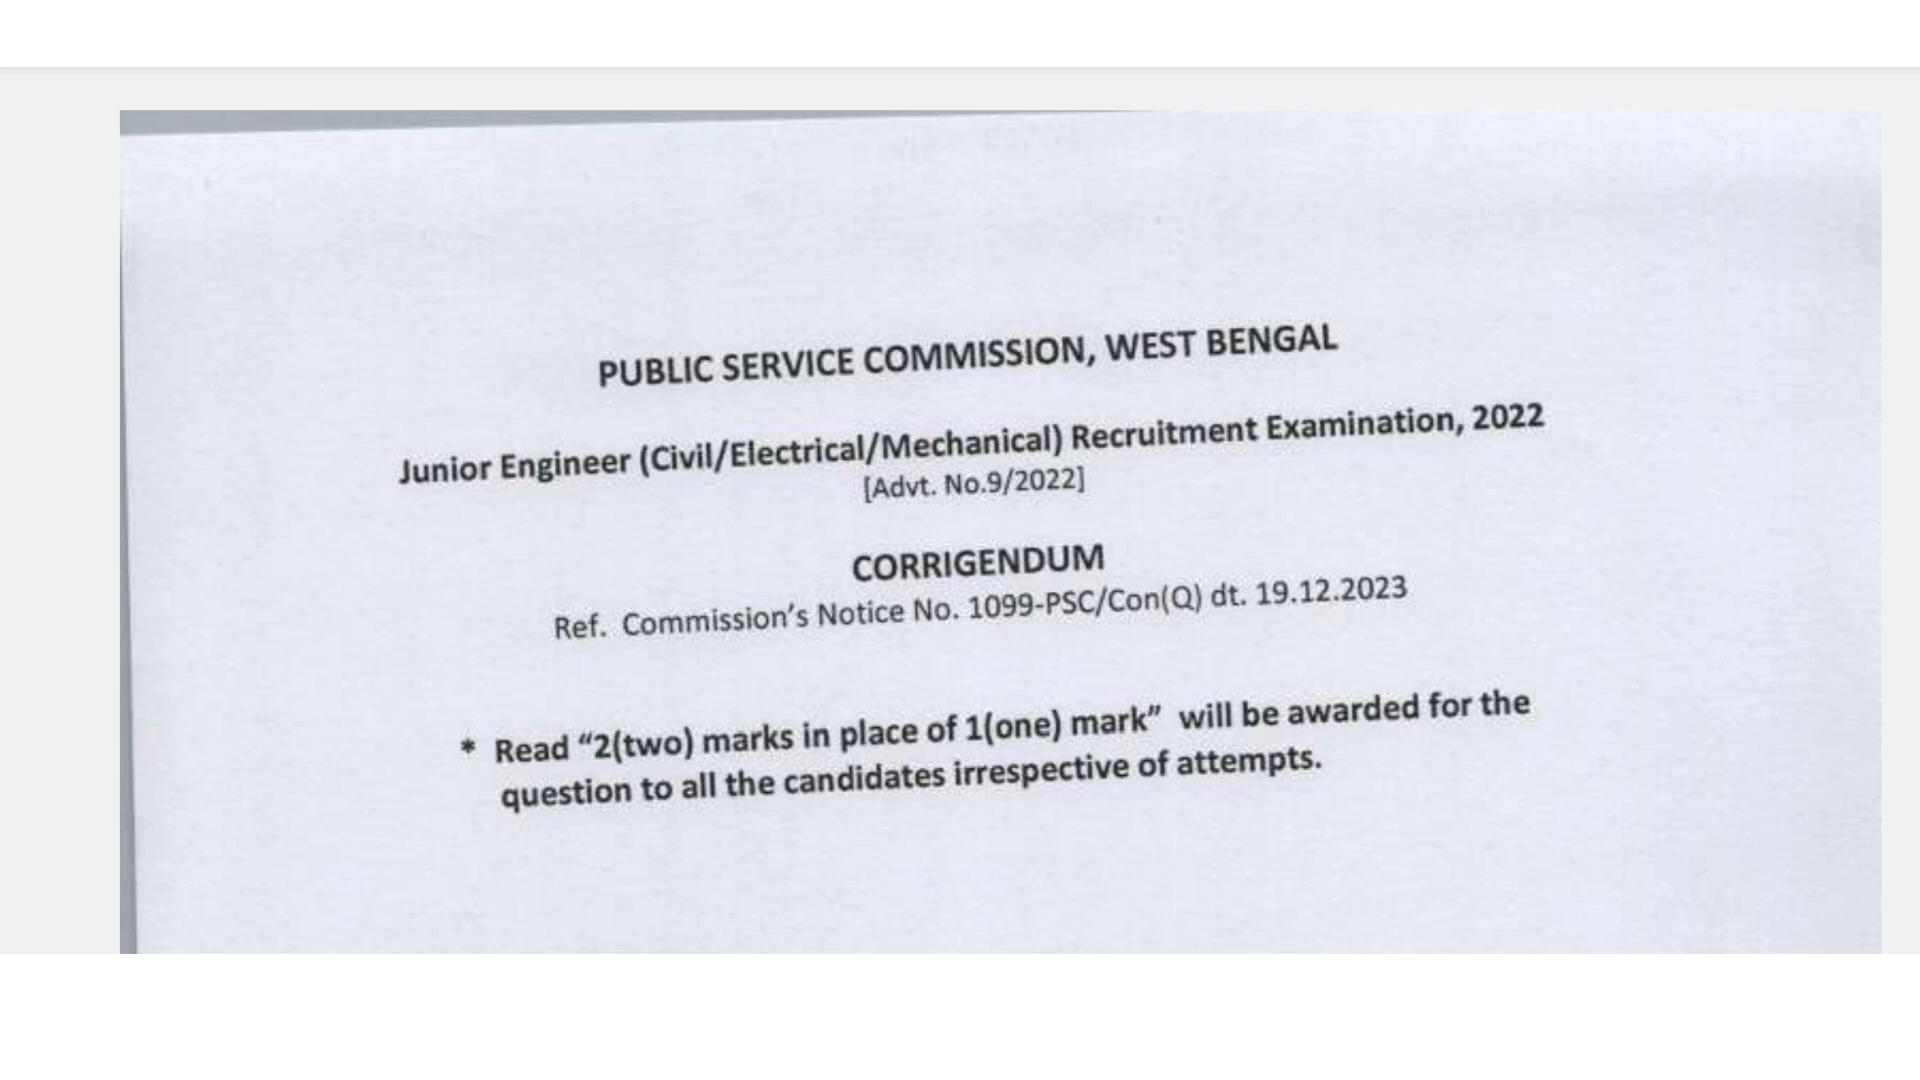 PUBLIC SERVICE COMMISSION, WEST BENGAL
Junior Engineer (Civil/Electrical/Mechanical) Recruitment Examination, 2022
[Advt. No.9/2022]
CORRIGENDUM
Ref. Commission’s Notice No. 1099-PSC/Con(Q) dt. 19.12.2023
* Read “2(two) marks in place of 1(one) mark” will be awarded for the
question to all the candidates irrespective of attempts.